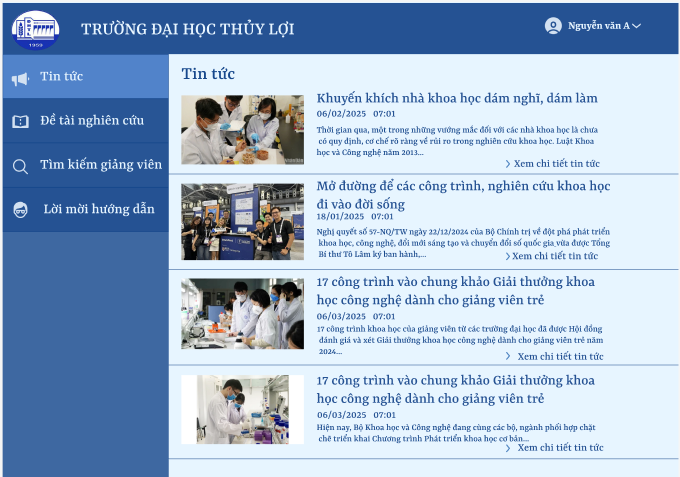 TRƯỜNG ĐẠI HỌC THỦY LỢI
1959
Nguyễn văn A
Tin tức
Đề tài nghiên cứu
Tìm kiếm giảng viên
Lời mời hướng dẫn
Tin tức
Khuyến khích nhà khoa học dám nghĩ, dám làm
06/02/2025 07:01
Thời gian qua, một trong những vướng mắc đối với các nhà khoa học là chưa
có quy định, cơ chế rõ ràng về rủi ro trong nghiên cứu khoa học. Luật Khoa
học và Công nghệ năm 2013...
Xem chi tiết tin tức
Mở đường để các công trình, nghiên cứu khoa học
đi vào đời sống
18/01/2025 07:01
Nghị quyết số 57-NQ/TW ngày 22/12/2024 của Bộ Chính trị về đột phá phát triển
khoa học, công nghệ, đổi mới sáng tạo và chuyển đổi số quốc gia vừa được Tổng
Bí thư Tô Lâm ký ban hành,...
Xem chi tiết tin tức
17 công trình vào chung khảo Giải thưởng khoa
học công nghệ dành cho giảng viên trẻ
06/03/2025 07:01
17 công trình khoa học của giảng viên từ các trường đại học đã được Hội đồng
đánh giá và xét Giải thưởng khoa học công nghệ dành cho giảng viên trẻ năm
2024...
Xem chi tiết tin tức
17 công trình vào chung khảo Giải thưởng khoa
học công nghệ dành cho giảng viên trẻ
06/03/2025 07:01
Hiện nay, Bộ Khoa học và Công nghệ đang cùng các bộ, ngành phối hợp chặt
chẽ triển khai Chương trình Phát triển khoa học cơ bản...
Xem chi tiết tin tức